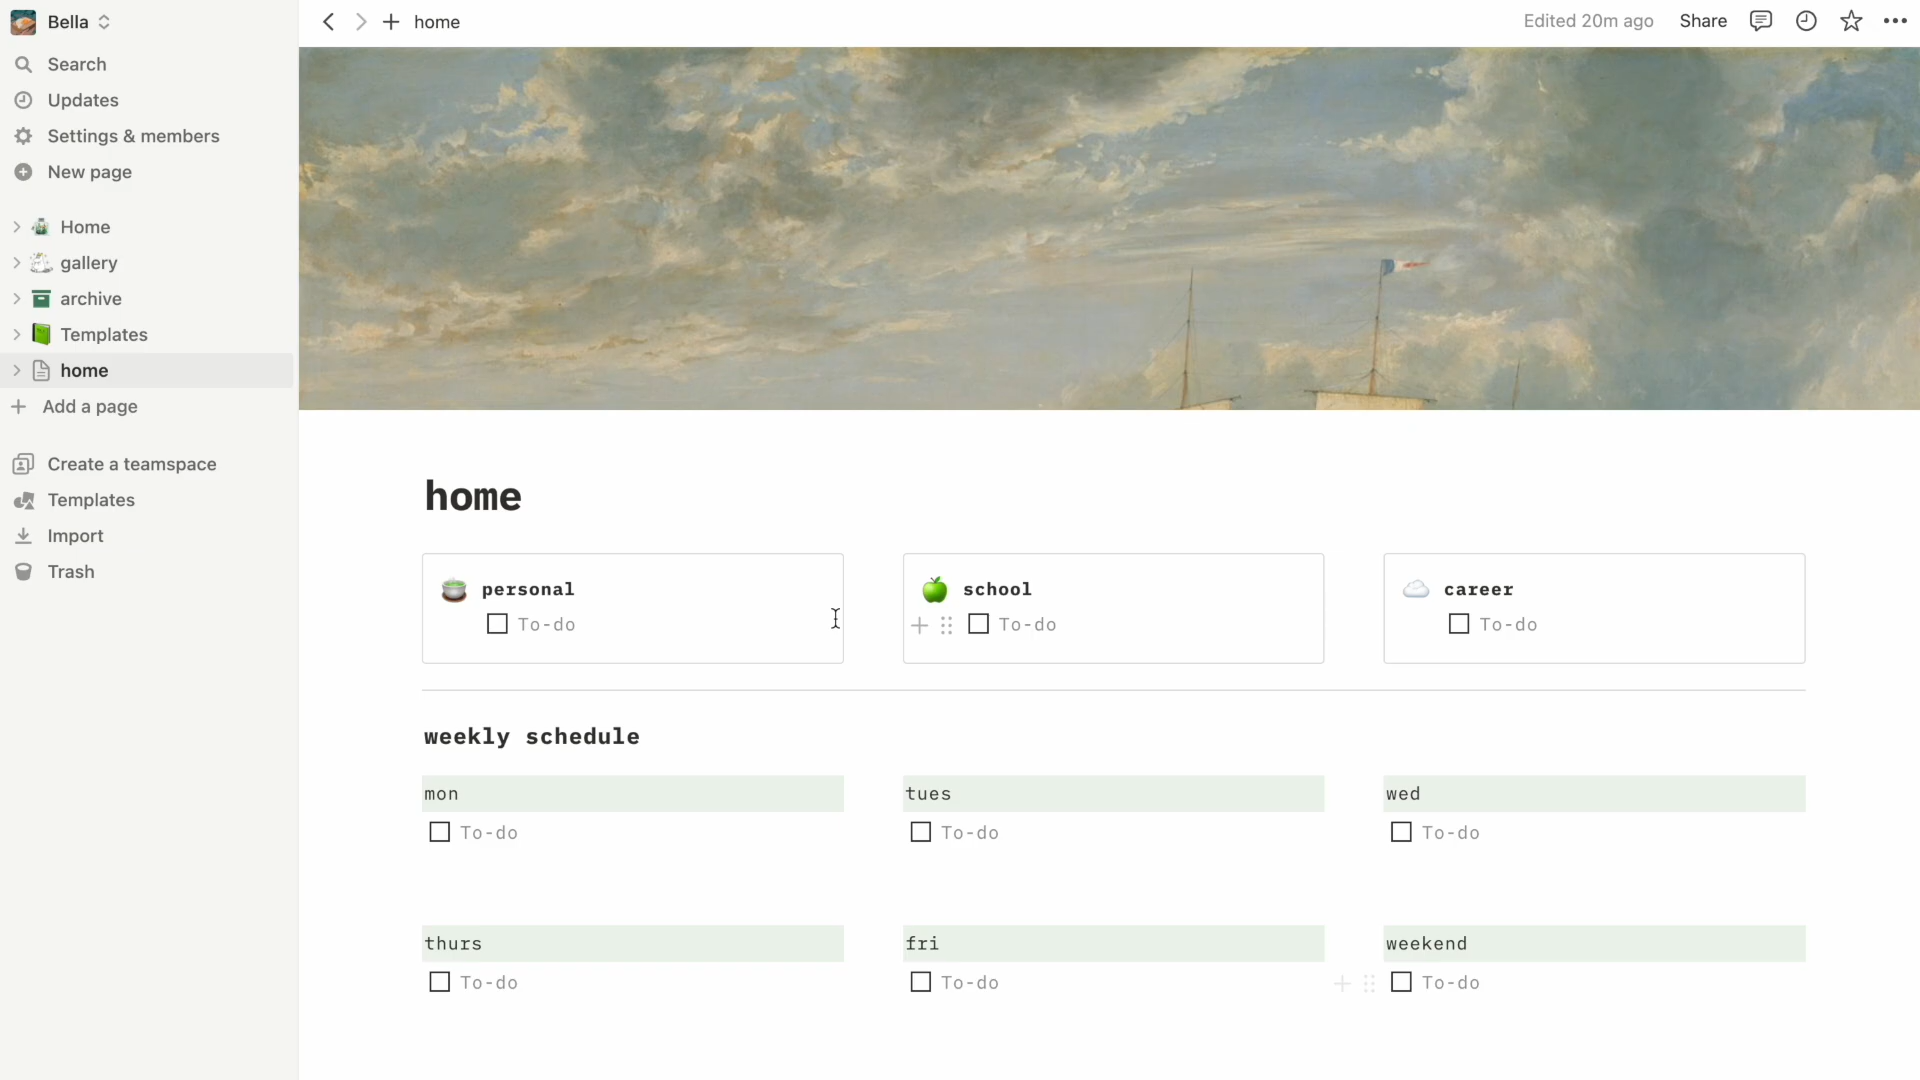 Bella
home
Edited 20m ago
Share
Search
Updates
Settings & members
New page
Home
gallery
archive
Templates
home
Add a page
Create a teamspace
Templates
Import
Trash
home
personal
To-do
school
To-do
career
To-do
weekly schedule
mon
tues
wed
To-do
To-do
To-do
thurs
fri
weekend
To-do
To-do
To-do